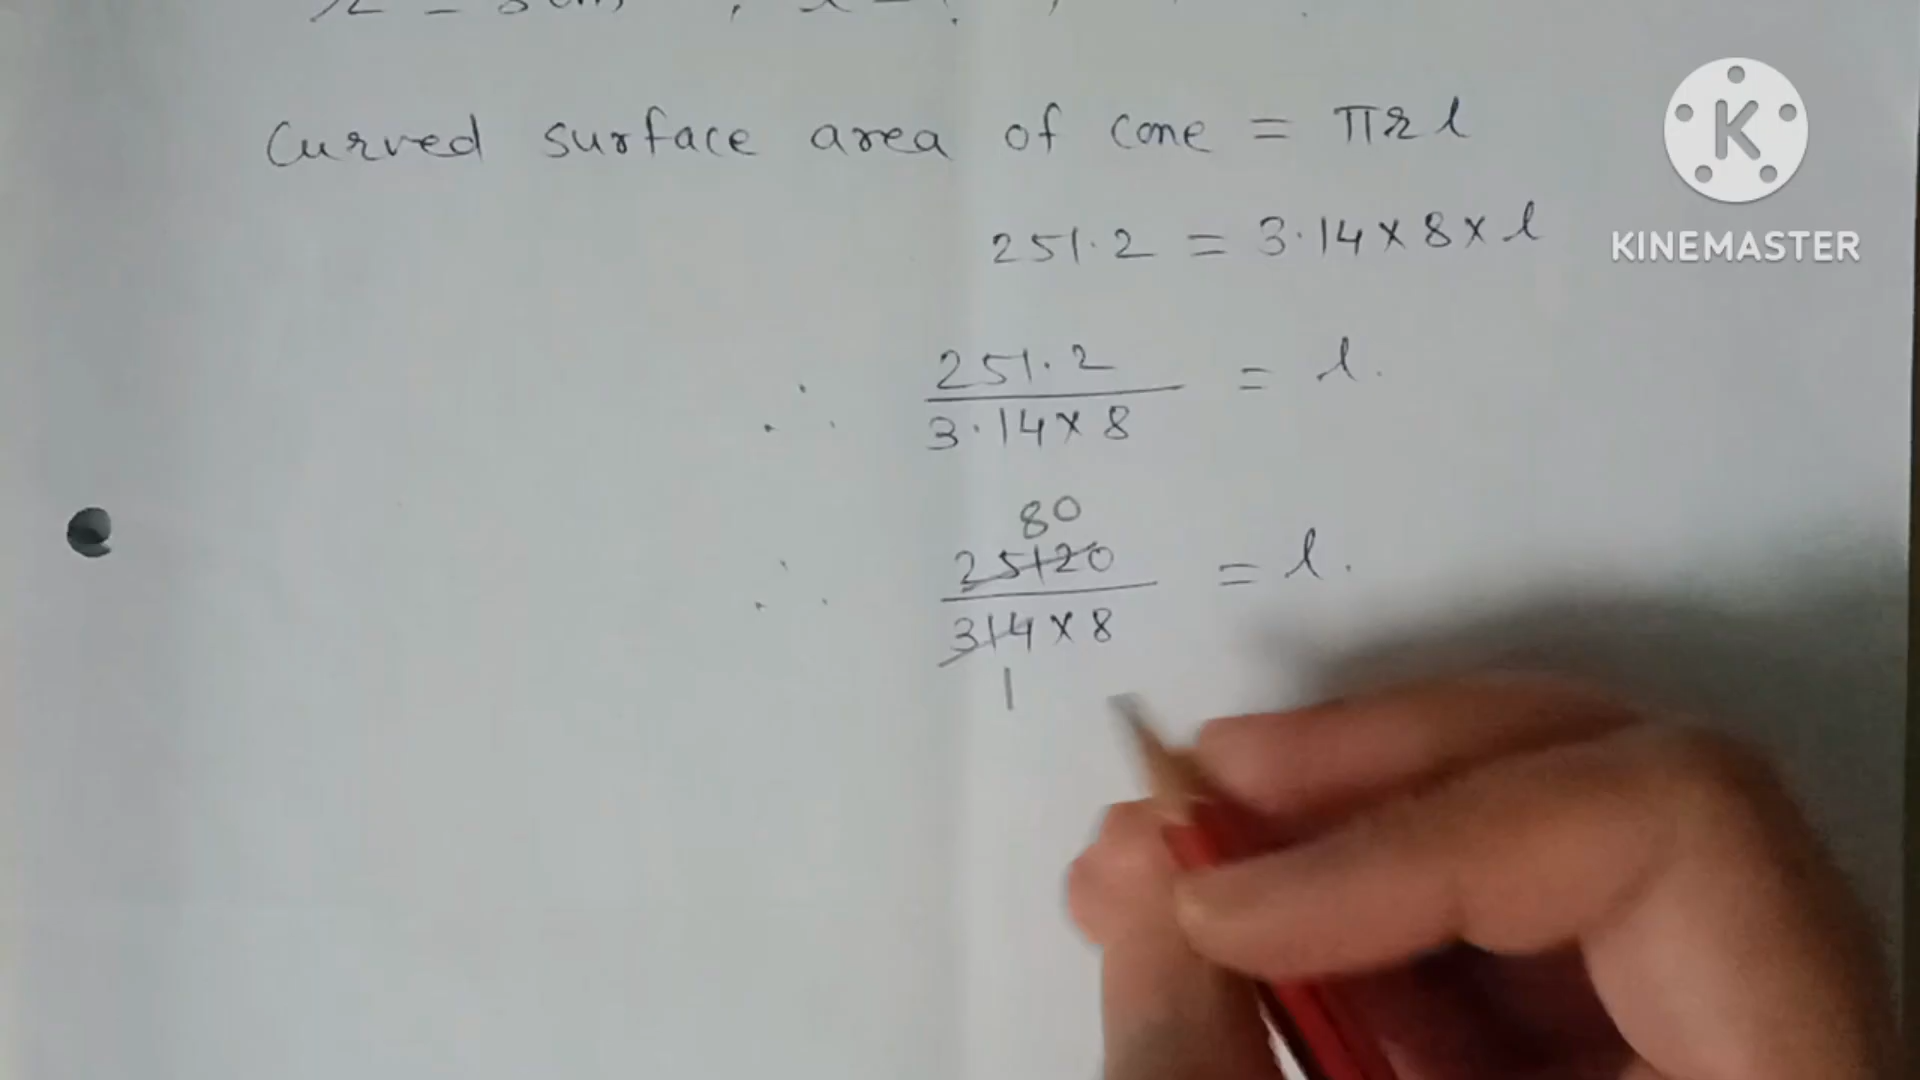 Curved surface area of cone = πrl
251.2 = 3.14 × 8 × l
∴ 251.2 / 3.14 × 8 = l.
80
∴ 25120 / 314 × 8 = l.
1
K
KINEMASTER